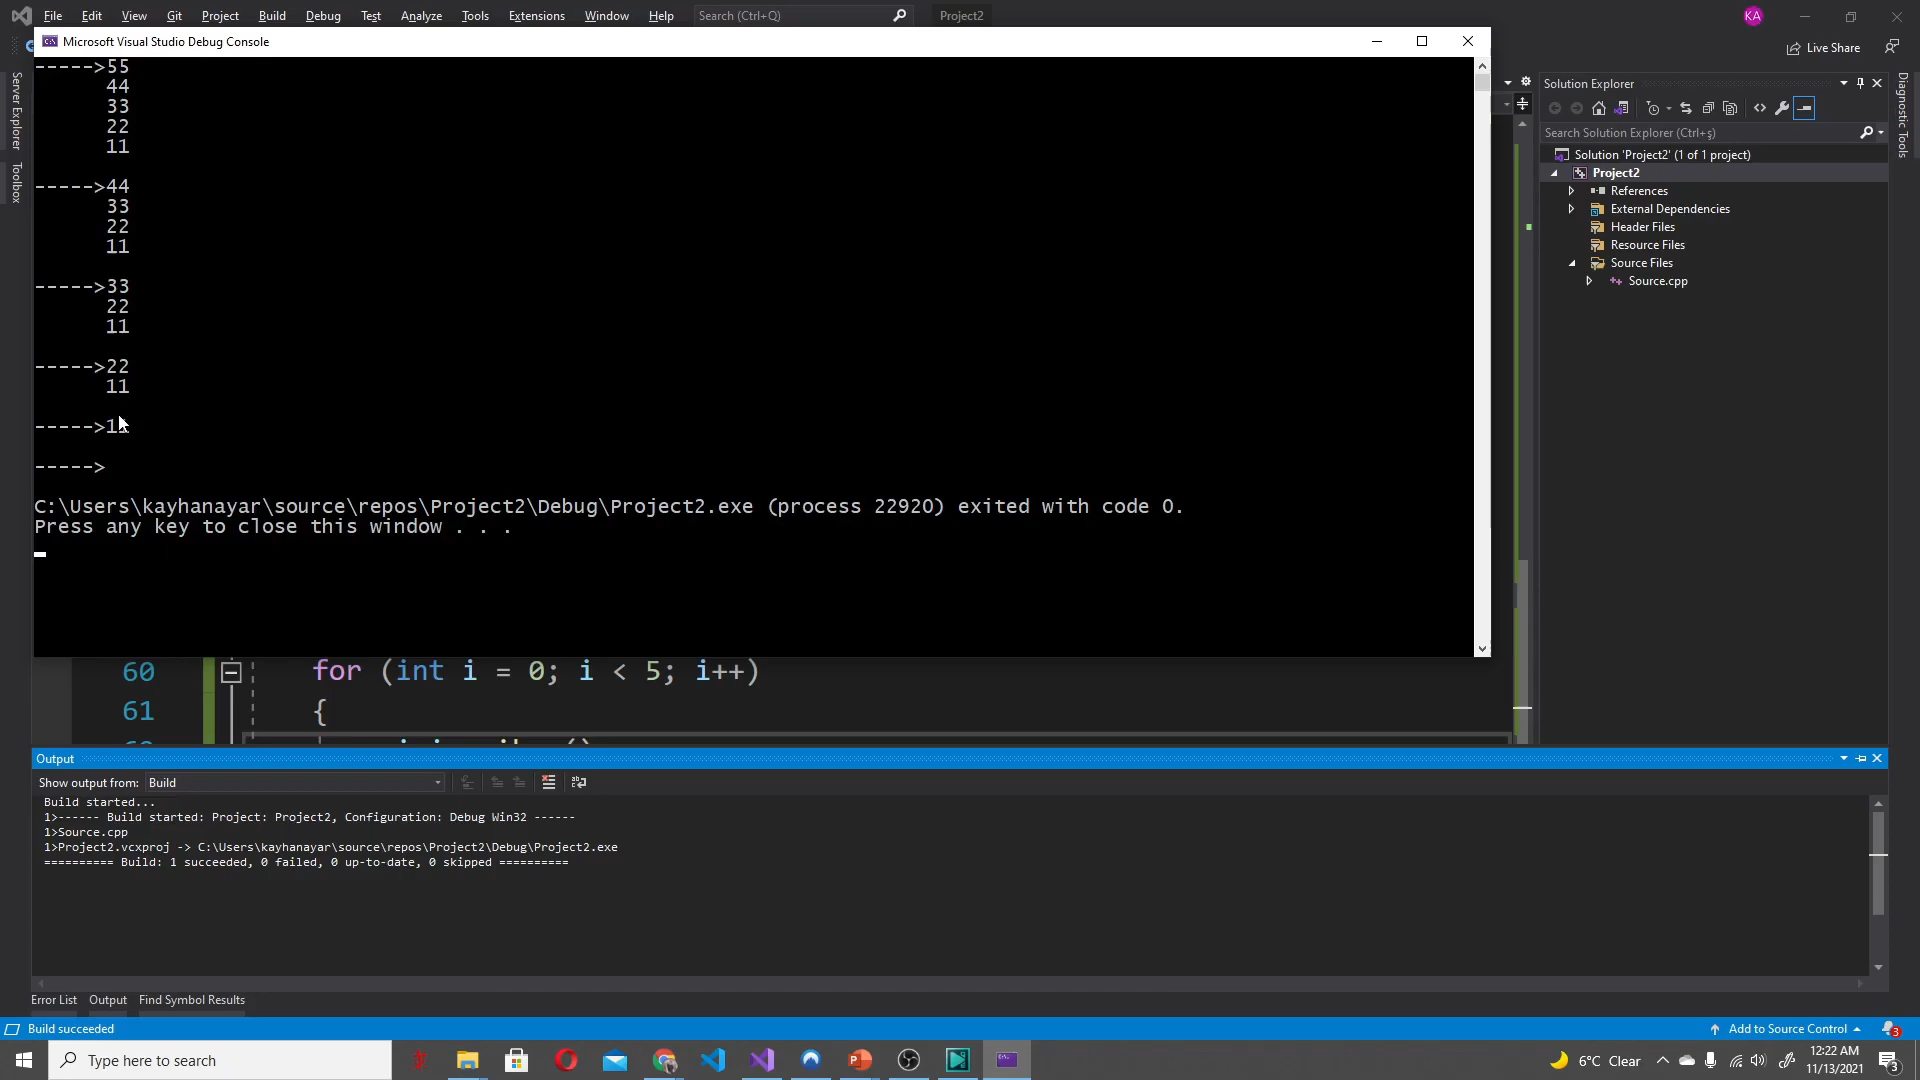 File Edit View Git Project Build Debug Test Analyze Tools Extensions Window Help Search (Ctrl+Q) Project2 KA
Live Share
Microsoft Visual Studio Debug Console
Server Explorer
Toolbox
----->55
44
33
22
11
----->44
33
22
11
----->33
22
11
----->22
11
----->11
----->
C:\Users\kayhanayar\source\repos\Project2\Debug\Project2.exe (process 22920) exited with code 0.
Press any key to close this window . . .
Solution Explorer
Search Solution Explorer (Ctrl+ş)
Solution 'Project2' (1 of 1 project)
Project2
References
External Dependencies
Header Files
Resource Files
Source Files
Source.cpp
Diagnostic Tools
60 for (int i = 0; i < 5; i++)
61 {
Output
Show output from: Build
Build started...
1>------ Build started: Project: Project2, Configuration: Debug Win32 ------
1>Source.cpp
1>Project2.vcxproj -> C:\Users\kayhanayar\source\repos\Project2\Debug\Project2.exe
========== Build: 1 succeeded, 0 failed, 0 up-to-date, 0 skipped ==========
Error List Output Find Symbol Results
Build succeeded
Add to Source Control 3
Type here to search
6°C Clear
12:22 AM
11/13/2021
3